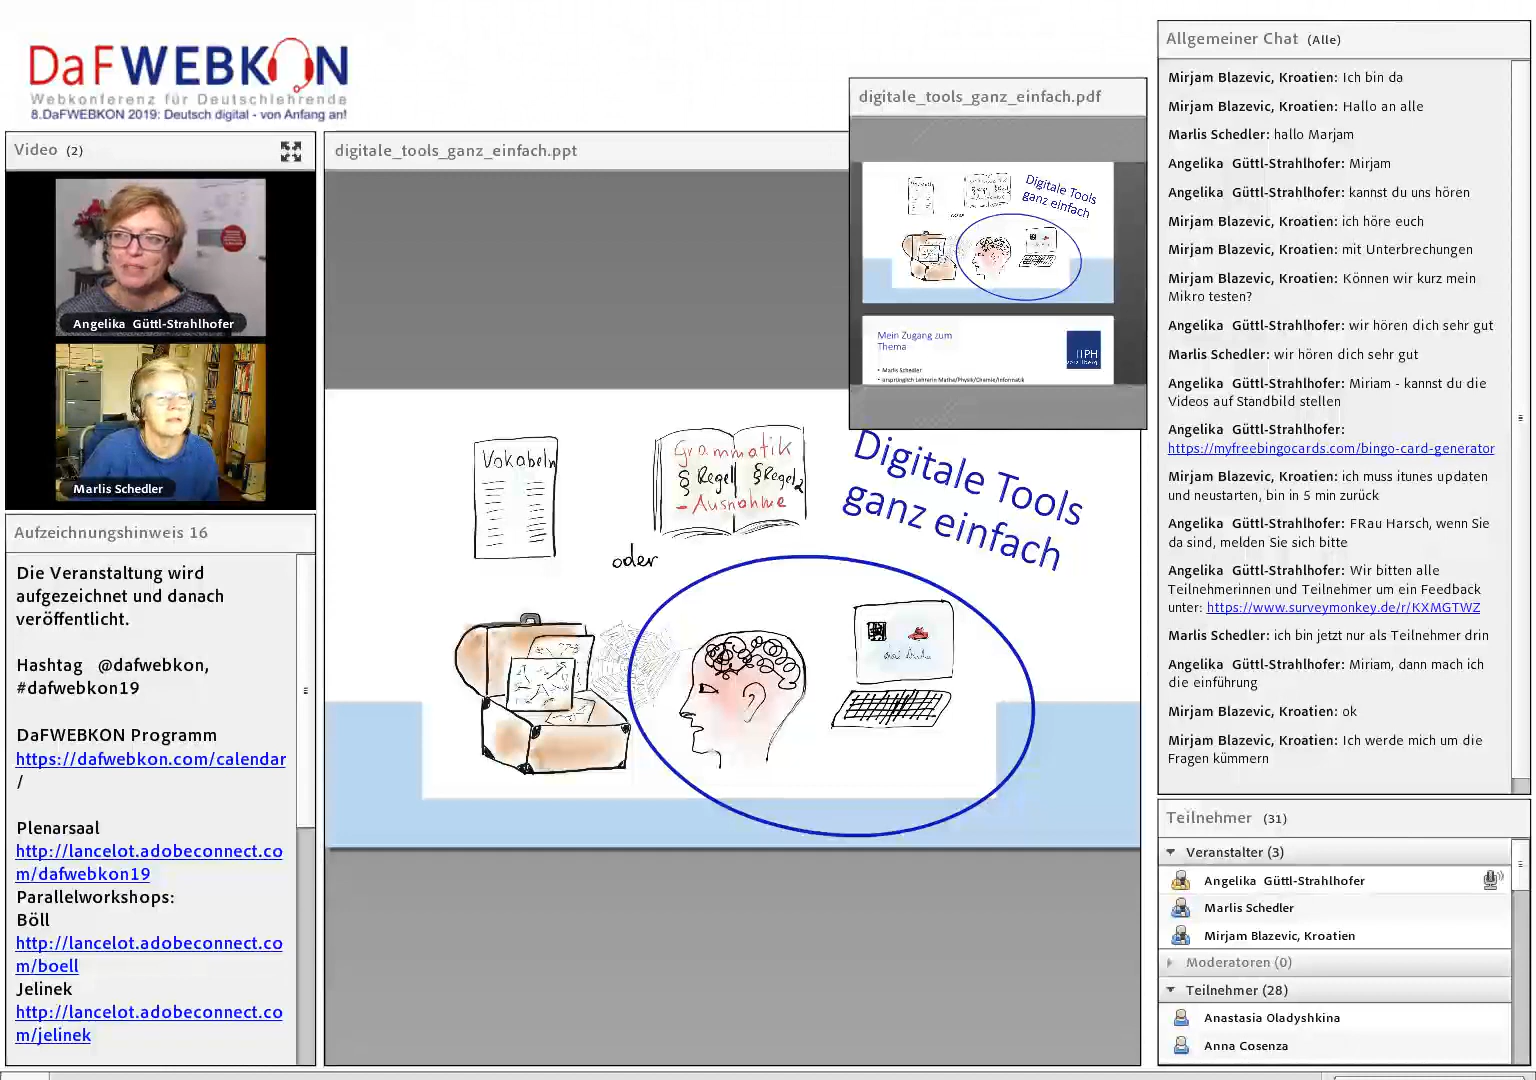 DaFWEBKON
Webkonferenz für Deutschlehrende
8.DaFWEBKON 2019: Deutsch digital - von Anfang an!
Video (2)
Angelika Güttl-Strahlhofer
Marlis Schedler
Aufzeichnungshinweis 16
Die Veranstaltung wird
aufgezeichnet und danach
veröffentlicht.
Hashtag @dafwebkon,
#dafwebkon19
DaFWEBKON Programm
https://dafwebkon.com/calendar
/
Plenarsaal
http://lancelot.adobeconnect.co
m/dafwebkon19
Parallelworkshops:
Böll
http://lancelot.adobeconnect.co
m/boell
Jelinek
http://lancelot.adobeconnect.co
m/jelinek
digitale_tools_ganz_einfach.ppt
Vokabeln
Grammatik
§ Regel1 §Regel2
- Ausnahme
oder
Digitale Tools
ganz einfach
digitale_tools_ganz_einfach.pdf
Digitale Tools
ganz einfach
Mein Zugang zum
Thema
• Marlis Schedler
• ursprünglich Lehrerin Mathe/Physik/Chemie/Informatik
PH
Allgemeiner Chat (Alle)
Mirjam Blazevic, Kroatien: Ich bin da
Mirjam Blazevic, Kroatien: Hallo an alle
Marlis Schedler: hallo Marjam
Angelika Güttl-Strahlhofer: Mirjam
Angelika Güttl-Strahlhofer: kannst du uns hören
Mirjam Blazevic, Kroatien: ich höre euch
Mirjam Blazevic, Kroatien: mit Unterbrechungen
Mirjam Blazevic, Kroatien: Können wir kurz mein
Mikro testen?
Angelika Güttl-Strahlhofer: wir hören dich sehr gut
Marlis Schedler: wir hören dich sehr gut
Angelika Güttl-Strahlhofer: Miriam - kannst du die
Videos auf Standbild stellen
Angelika Güttl-Strahlhofer:
https://myfreebingocards.com/bingo-card-generator
Mirjam Blazevic, Kroatien: ich muss itunes updaten
und neustarten, bin in 5 min zurück
Angelika Güttl-Strahlhofer: FRau Harsch, wenn Sie
da sind, melden Sie sich bitte
Angelika Güttl-Strahlhofer: Wir bitten alle
Teilnehmerinnen und Teilnehmer um ein Feedback
unter: https://www.surveymonkey.de/r/KXMGTWZ
Marlis Schedler: ich bin jetzt nur als Teilnehmer drin
Angelika Güttl-Strahlhofer: Miriam, dann mach ich
die einführung
Mirjam Blazevic, Kroatien: ok
Mirjam Blazevic, Kroatien: Ich werde mich um die
Fragen kümmern
Teilnehmer (31)
Veranstalter (3)
Angelika Güttl-Strahlhofer
Marlis Schedler
Mirjam Blazevic, Kroatien
Moderatoren (0)
Teilnehmer (28)
Anastasia Oladyshkina
Anna Cosenza